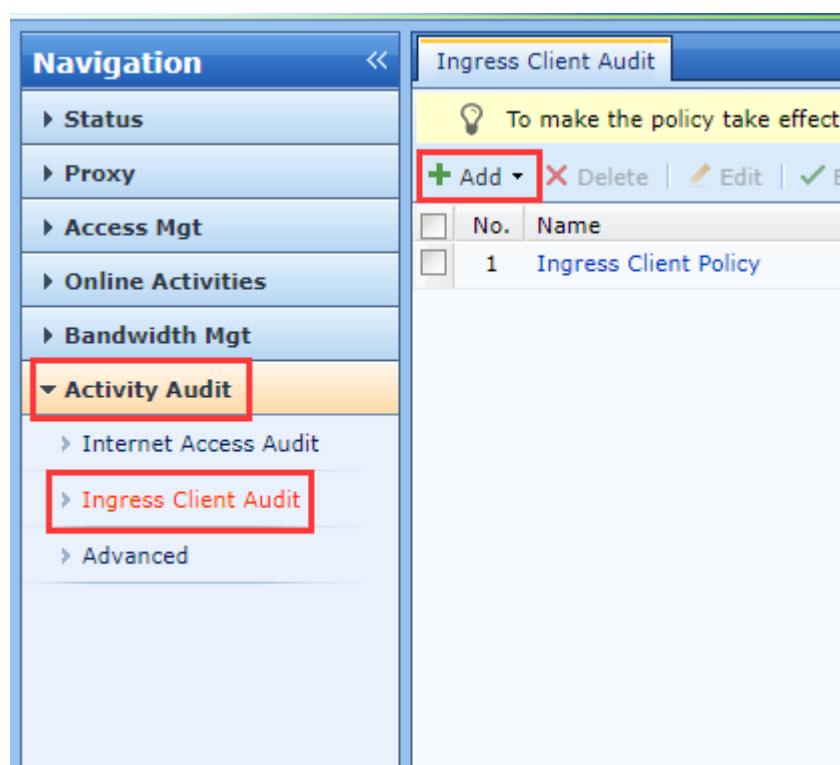 Navigation
Status
Proxy
Access Mgt
Online Activities
Bandwidth Mgt
Activity Audit
Internet Access Audit
Ingress Client Audit
Advanced
Ingress Client Audit
To make the policy take effect
Add Delete Edit
No. Name
1 Ingress Client Policy